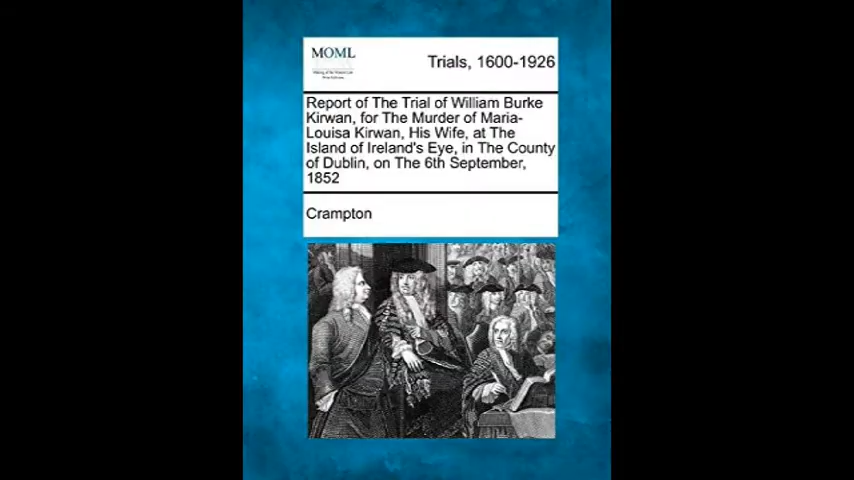 MOML
Trials, 1600-1926
Report of The Trial of William Burke
Kirwan, for The Murder of Maria-
Louisa Kirwan, His Wife, at The
Island of Ireland's Eye, in The County
of Dublin, on The 6th September,
1852
Crampton